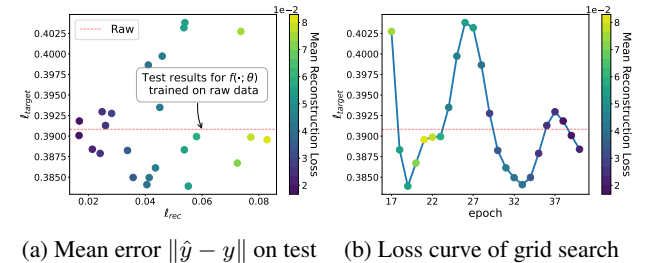 1e−2
Raw
Test results for f(·; θ)
trained on raw data
0.4025
0.4000
0.3975
0.3950
0.3925
0.3900
0.3875
0.3850
ℓtarget
0.02 0.04 0.06 0.08
ℓrec
8
7
6
5
4
3
2
Mean Reconstruction Loss
1e−2
0.4025
0.4000
0.3975
0.3950
0.3925
0.3900
0.3875
0.3850
ℓtarget
17 22 27 32 37
epoch
8
7
6
5
4
3
2
Mean Reconstruction Loss
(a) Mean error ∥ŷ − y∥ on test
(b) Loss curve of grid search